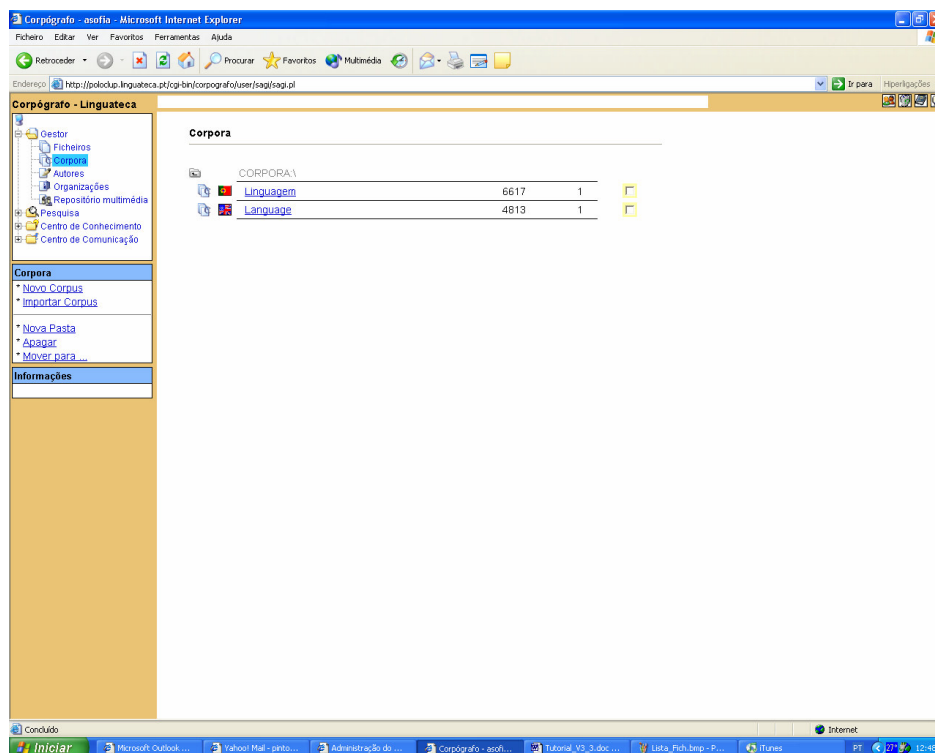 Corpógrafo - asofia - Microsoft Internet Explorer
Ficheiro Editar Ver Favoritos Ferramentas Ajuda
Retroceder Procurar Favoritos Multimédia
Endereço http://poloclup.linguateca.pt/cgi-bin/corpografo/user/sagi/sagi.pl Ir para Hiperligações
Corpógrafo - Linguateca
Gestor
Ficheiros
Corpora
Autores
Organizações
Repositório multimédia
Pesquisa
Centro de Conhecimento
Centro de Comunicação
Corpora
* Novo Corpus
* Importar Corpus
* Nova Pasta
* Apagar
* Mover para ...
Informações
Corpora
CORPORA:\
Linguagem 6617 1
Language 4813 1
Concluído Internet
Iniciar Microsoft Outlook ... Yahoo! Mail - pinto... Administração do ... Corpógrafo - asofi... Tutorial_V3_3.doc ... Lista_Fich.bmp - P... iTunes PT 27° 12:48